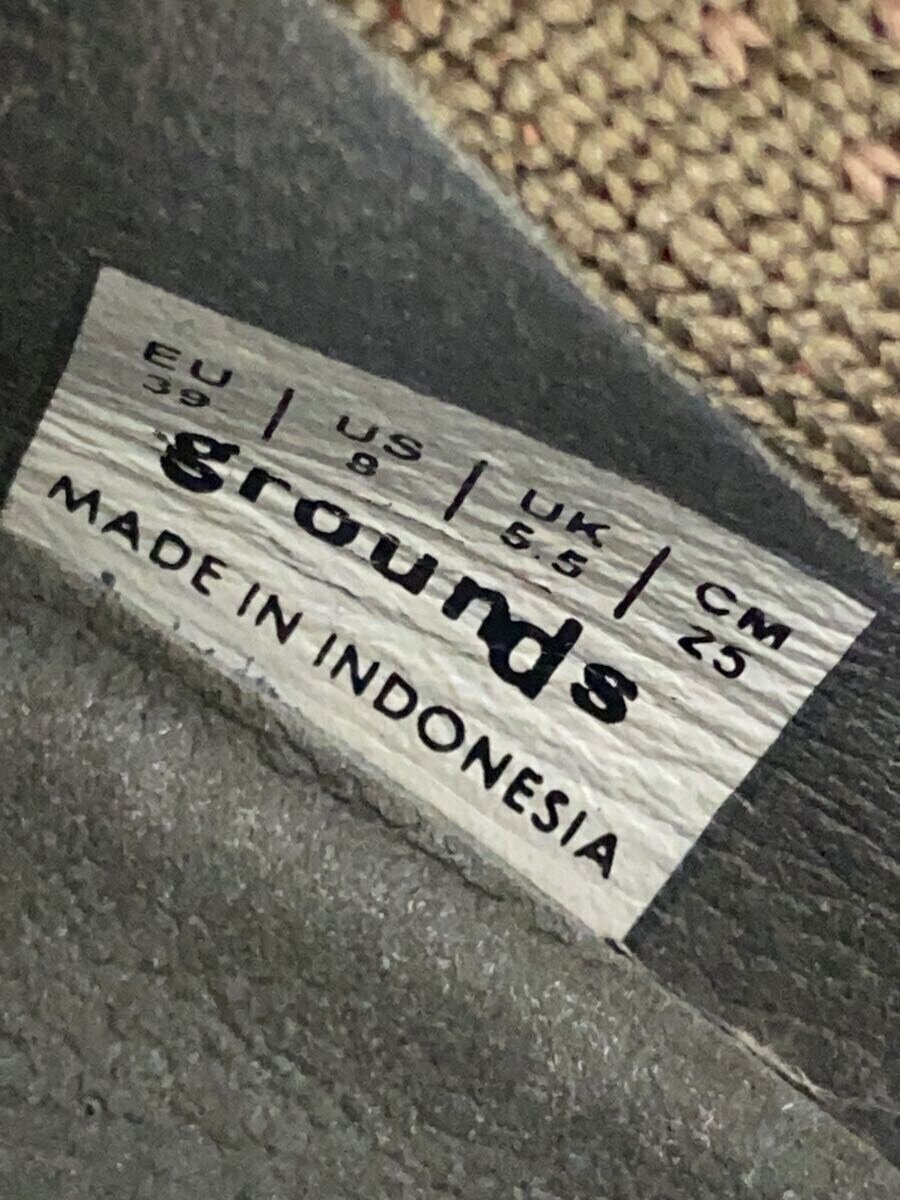 EU | US | UK | CM
39 8 5.5 25
grounds
MADE IN INDONESIA